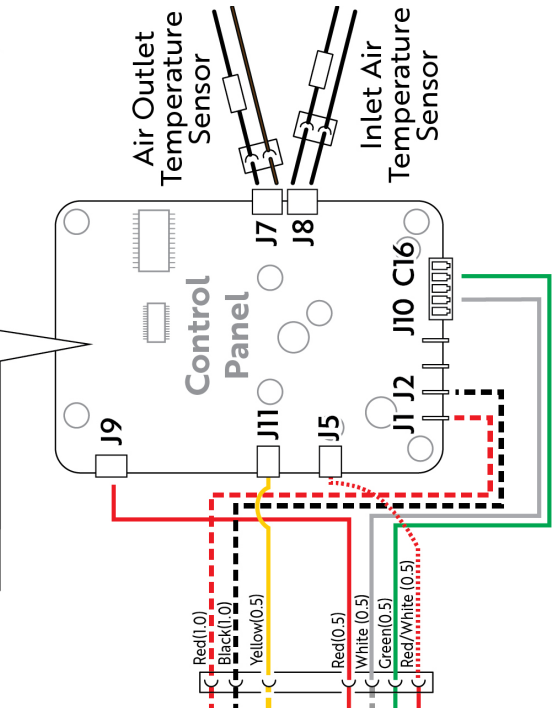 Air Outlet
Temperature
Sensor
Inlet Air
Temperature
Sensor
J7
J8
Control
Panel
J10 C16
J1 J2
J9
J11
J5
Red(1.0)
Black(1.0)
Yellow(0.5)
Red(0.5)
White (0.5)
Green(0.5)
Red/White (0.5)